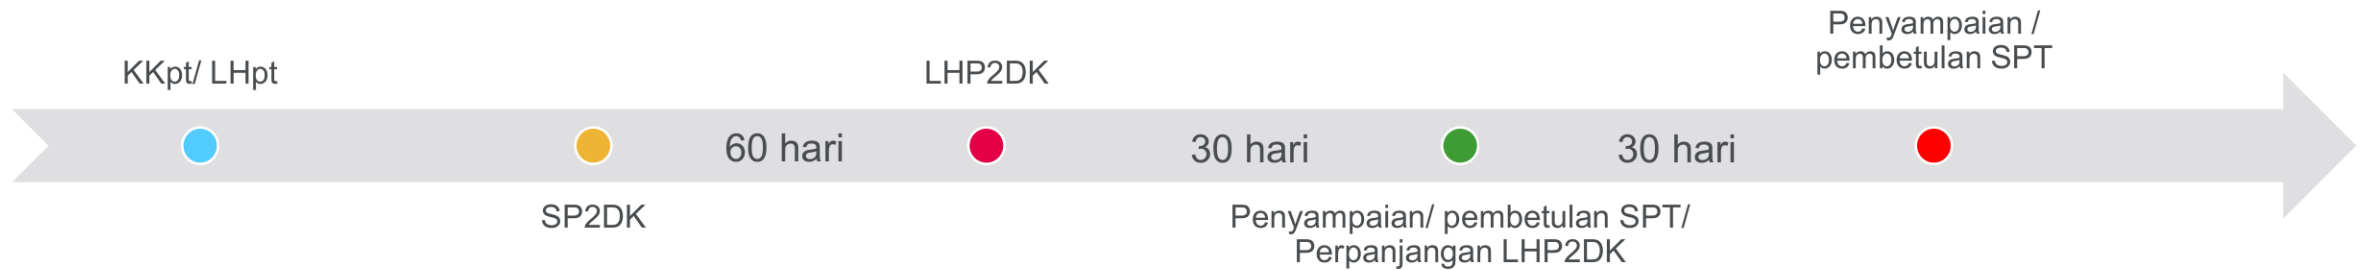 KKpt/ LHpt
SP2DK
60 hari
LHP2DK
30 hari
Penyampaian/ pembetulan SPT/
Perpanjangan LHP2DK
30 hari
Penyampaian /
pembetulan SPT